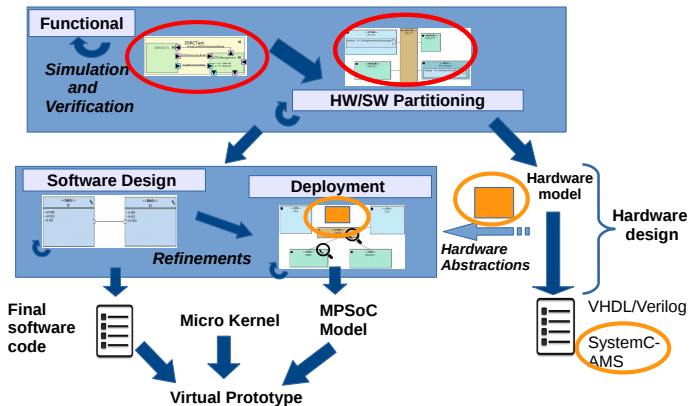 Functional
DSRCTask
Simulation
and
Verification
HW/SW Partitioning
Software Design
Deployment
Hardware
model
Hardware
design
Refinements
Hardware
Abstractions
Final
software
code
Micro Kernel
MPSoC
Model
VHDL/Verilog
SystemC-
AMS
Virtual Prototype